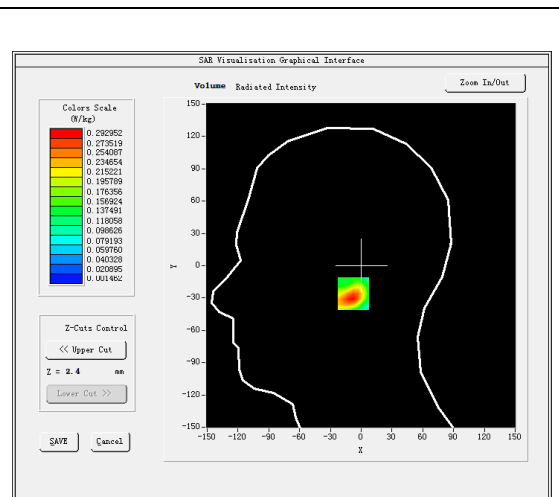 SAR Visualisation Graphical Interface
Volume Radiated Intensity
Zoom In/Out
Colors Scale
(W/kg)
0.292952
0.273519
0.254087
0.234654
0.215221
0.195789
0.176356
0.156924
0.137491
0.118058
0.098626
0.079193
0.059760
0.040328
0.020895
0.001462
Z-Cuts Control
<< Upper Cut
Z = 2.4 mm
Lower Cut >>
SAVE Cancel
150
120
90
60
30
0
-30
-60
-90
-120
-150
Y
-150 -120 -90 -60 -30 0 30 60 90 120 150
X